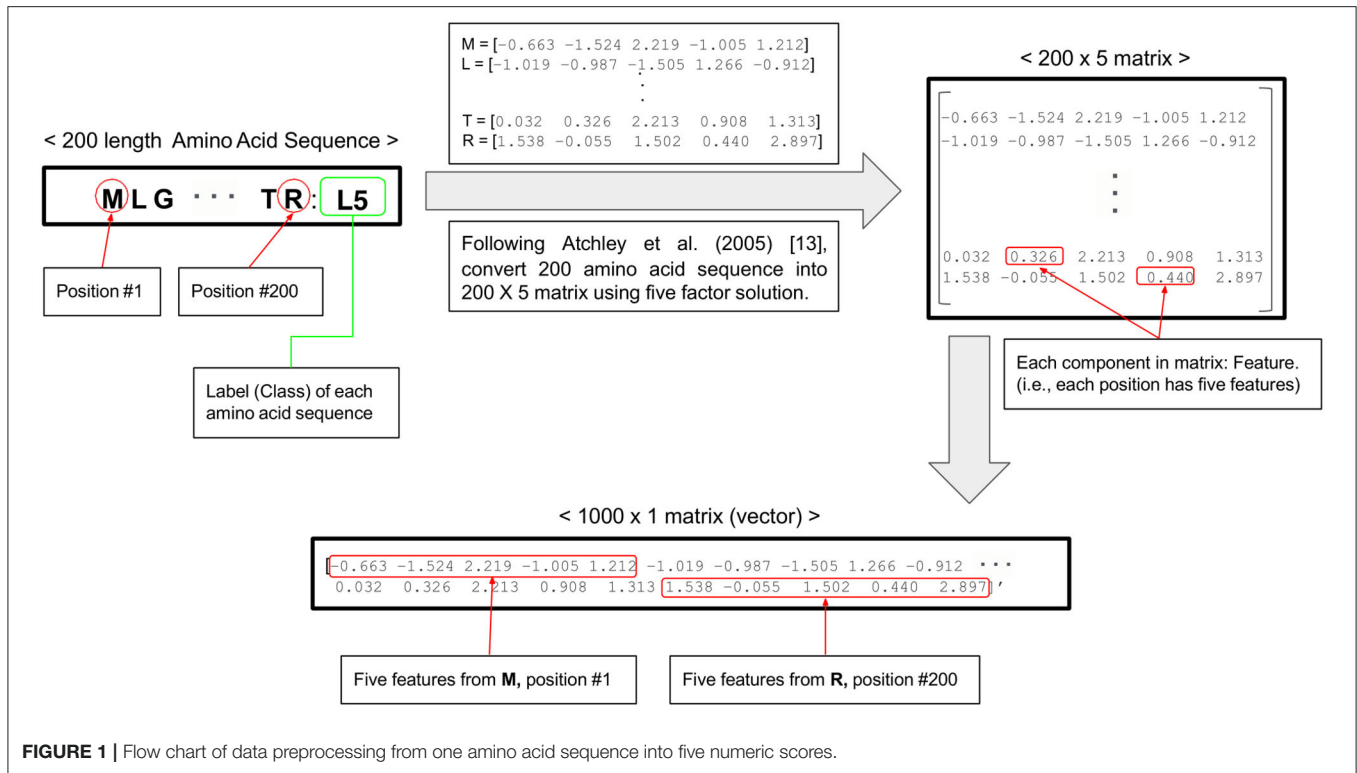 M = [-0.663 -1.524 2.219 -1.005 1.212]
L = [-1.019 -0.987 -1.505 1.266 -0.912]
T = [0.032 0.326 2.213 0.908 1.313]
R = [1.538 -0.055 1.502 0.440 2.897]
< 200 length Amino Acid Sequence >
M L G ··· T R : L5
Position #1
Position #200
Label (Class) of each
amino acid sequence
Following Atchley et al. (2005) [13],
convert 200 amino acid sequence into
200 X 5 matrix using five factor solution.
< 200 x 5 matrix >
-0.663 -1.524 2.219 -1.005 1.212
-1.019 -0.987 -1.505 1.266 -0.912
0.032 0.326 2.213 0.908 1.313
1.538 -0.055 1.502 0.440 2.897
Each component in matrix: Feature.
(i.e., each position has five features)
< 1000 x 1 matrix (vector) >
[-0.663 -1.524 2.219 -1.005 1.212 -1.019 -0.987 -1.505 1.266 -0.912 ···
0.032 0.326 2.213 0.908 1.313 1.538 -0.055 1.502 0.440 2.897]'
Five features from M, position #1
Five features from R, position #200
FIGURE 1 | Flow chart of data preprocessing from one amino acid sequence into five numeric scores.